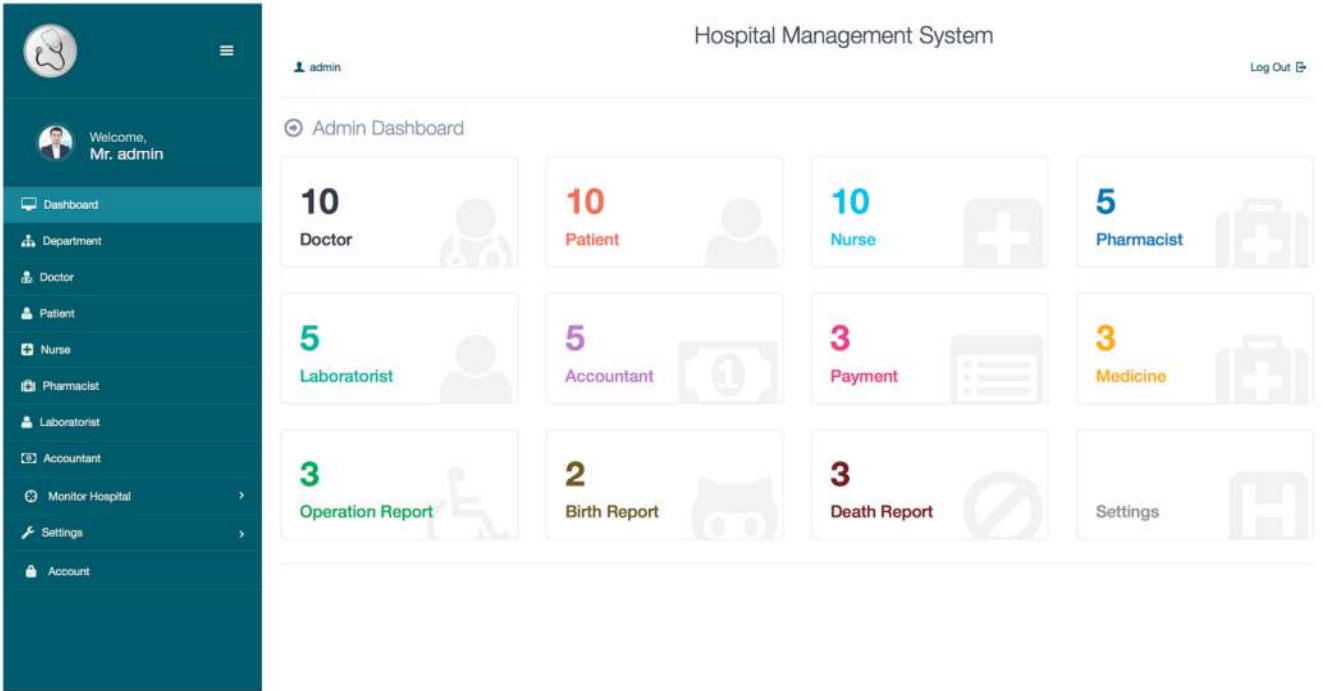 Hospital Management System
admin
Log Out
Welcome,
Mr. admin
Dashboard
Department
Doctor
Patient
Nurse
Pharmacist
Laboratorist
Accountant
Monitor Hospital
Settings
Account
Admin Dashboard
10
Doctor
10
Patient
10
Nurse
5
Pharmacist
5
Laboratorist
5
Accountant
3
Payment
3
Medicine
3
Operation Report
2
Birth Report
3
Death Report
Settings